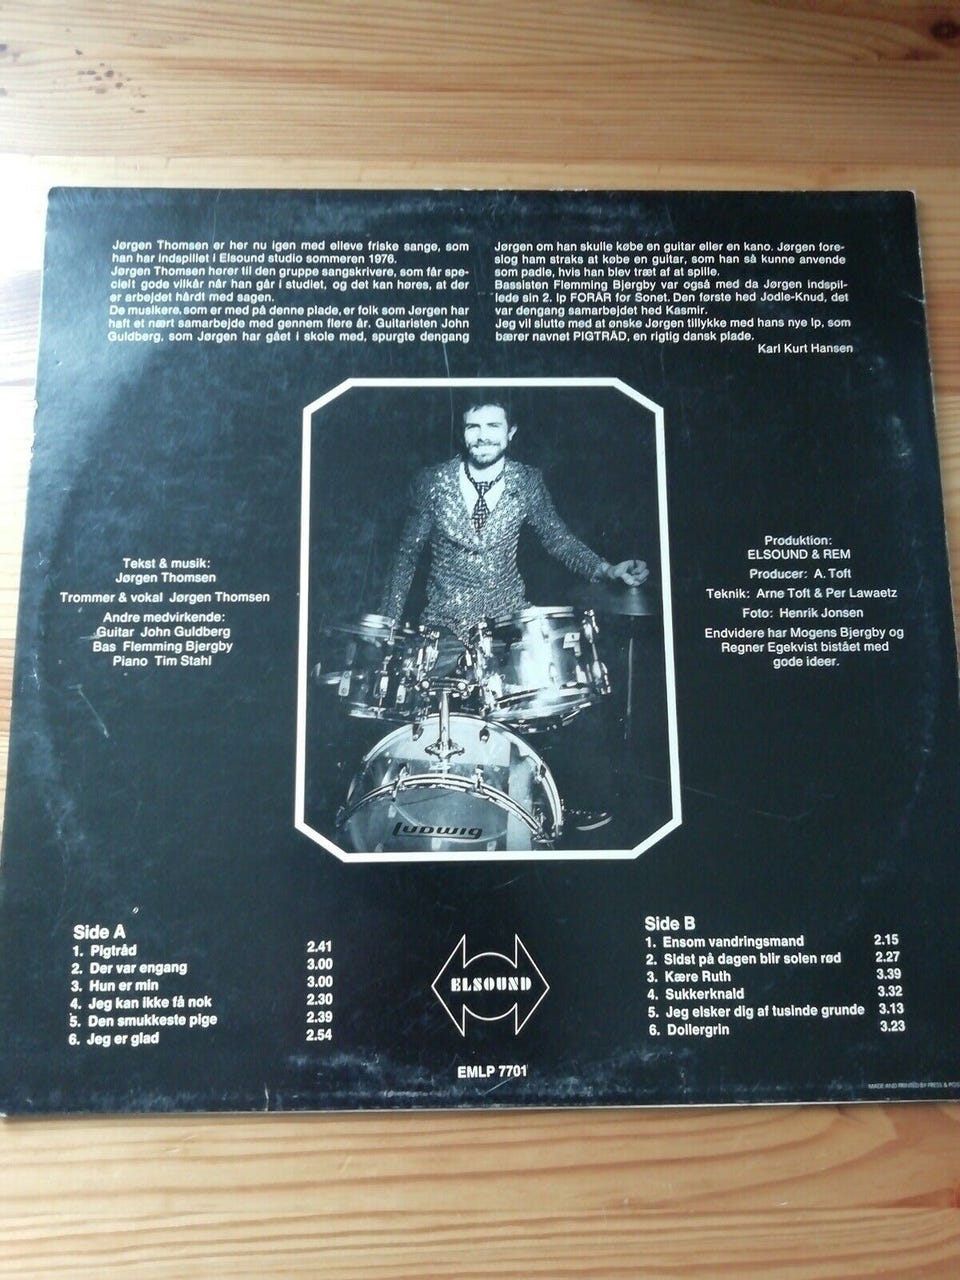 Jørgen Thomsen er her nu igen med elleve friske sange, som
han har indspillet i Elsound studio sommeren 1976.
Jørgen Thomsen hører til den gruppe sangskrivere, som får spe-
cielt gode vilkår når han går i studiet, og det kan høres, at der
er arbejdet hårdt med sagen.
De musikere, som er med på denne plade, er folk som Jørgen har
haft et nært samarbejde med gennem flere år. Guitaristen John
Guldberg, som Jørgen har gået i skole med, spurgte dengang
Jørgen om han skulle købe en guitar eller en kano. Jørgen fore-
slog ham straks at købe en guitar, som han så kunne anvende
som padle, hvis han blev træt af at spille.
Bassisten Flemming Bjergby var også med da Jørgen indspil-
lede sin 2. lp FORÅR for Sonet. Den første hed Jodle-Knud, det
var dengang samarbejdet hed Kasmir.
Jeg vil slutte med at ønske Jørgen tillykke med hans nye lp, som
bærer navnet PIGTRÅD, en rigtig dansk plade.
Karl Kurt Hansen
Tekst & musik:
Jørgen Thomsen
Trommer & vokal Jørgen Thomsen
Andre medvirkende:
Guitar John Guldberg
Bas Flemming Bjergby
Piano Tim Stahl
Produktion:
ELSOUND & REM
Producer: A. Toft
Teknik: Arne Toft & Per Lawaetz
Foto: Henrik Jonsen
Endvidere har Mogens Bjergby og
Regner Egekvist bistået med
gode ideer.
Ludwig
Side A
1. Pigtråd 2.41
2. Der var engang 3.00
3. Hun er min 3.00
4. Jeg kan ikke få nok 2.30
5. Den smukkeste pige 2.39
6. Jeg er glad 2.54
ELSOUND
EMLP 7701
Side B
1. Ensom vandringsmand 2.15
2. Sidst på dagen blir solen rød 2.27
3. Kære Ruth 3.39
4. Sukkerknald 3.32
5. Jeg elsker dig af tusinde grunde 3.13
6. Dollergrin 3.23
MADE AND PRINTED BY PRESS &